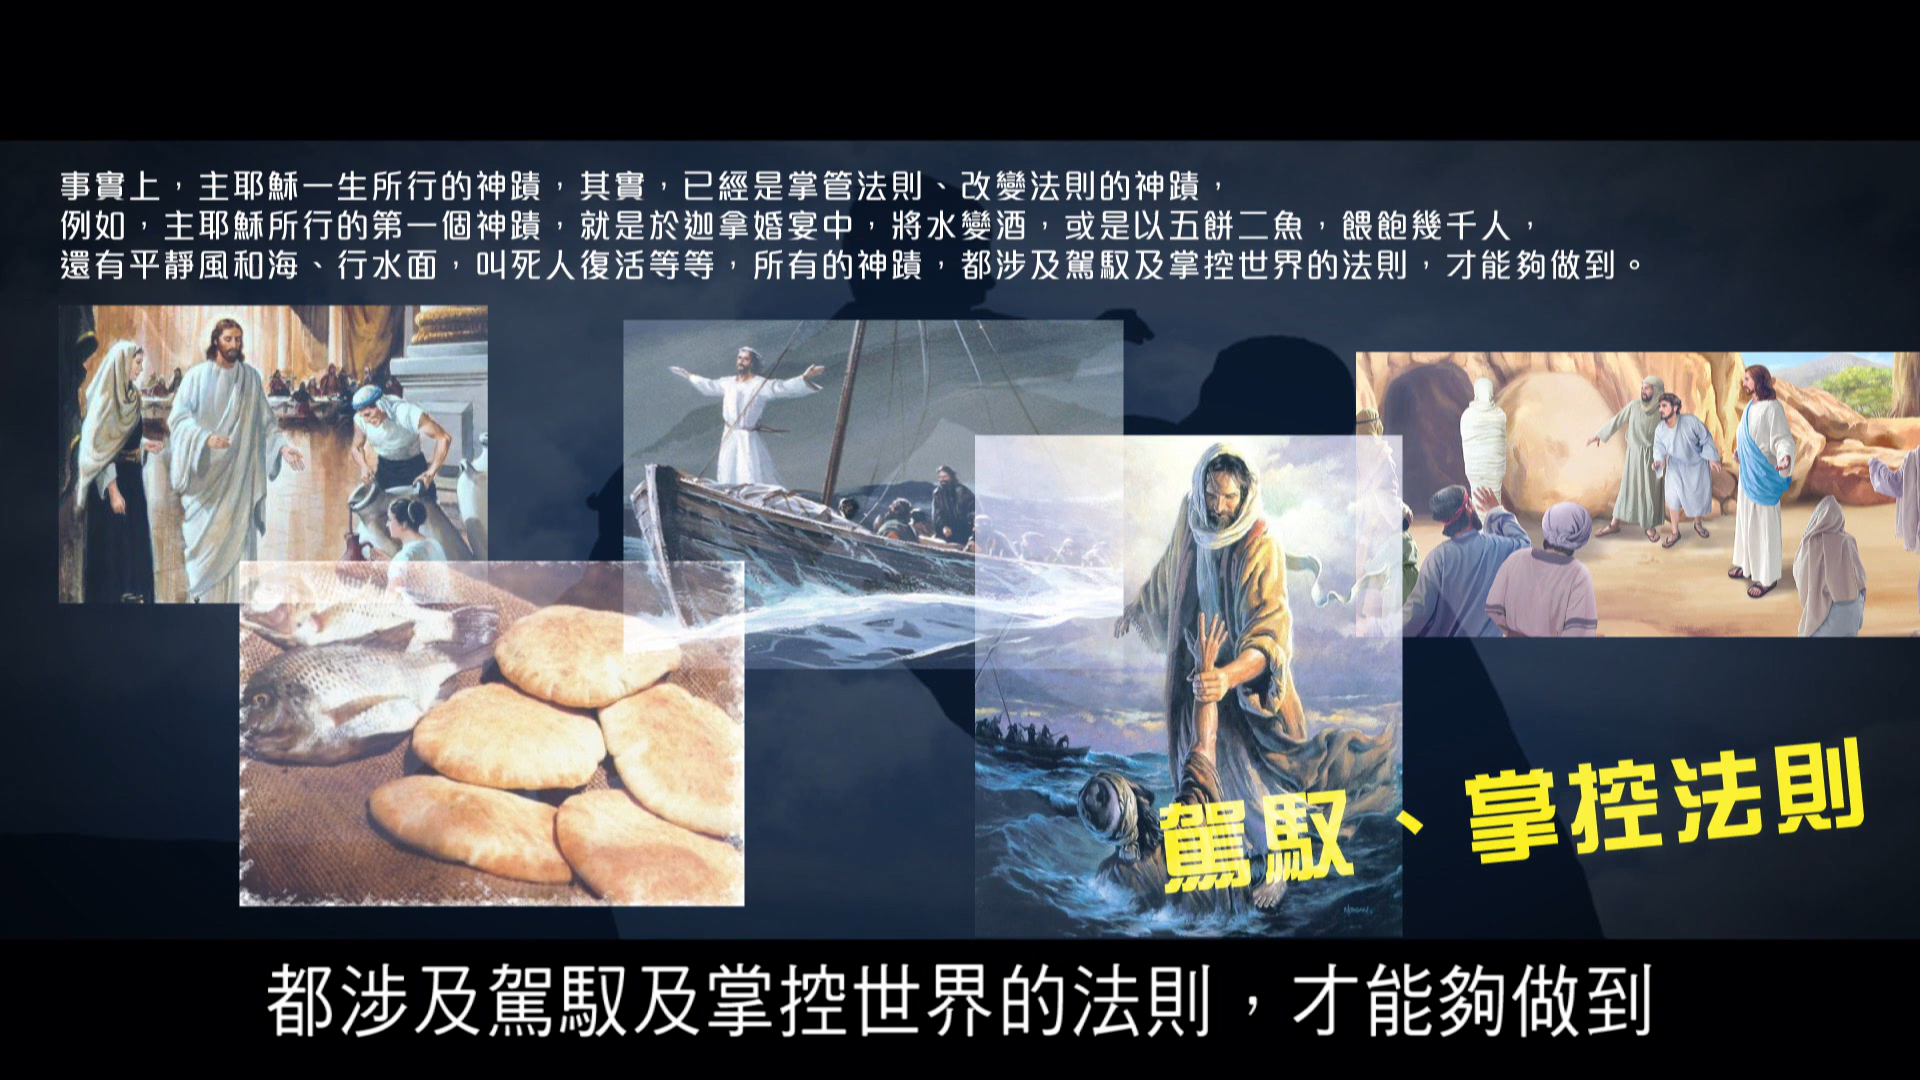 事實上，主耶穌一生所行的神蹟，其實，已經是掌管法則、改變法則的神蹟，
例如，主耶穌所行的第一個神蹟，就是於迦拿婚宴中，將水變酒，或是以五餅二魚，餵飽幾千人，
還有平靜風和海、行水面，叫死人復活等等，所有的神蹟，都涉及駕馭及掌控世界的法則，才能夠做到。
駕馭、掌控法則
都涉及駕馭及掌控世界的法則，才能夠做到